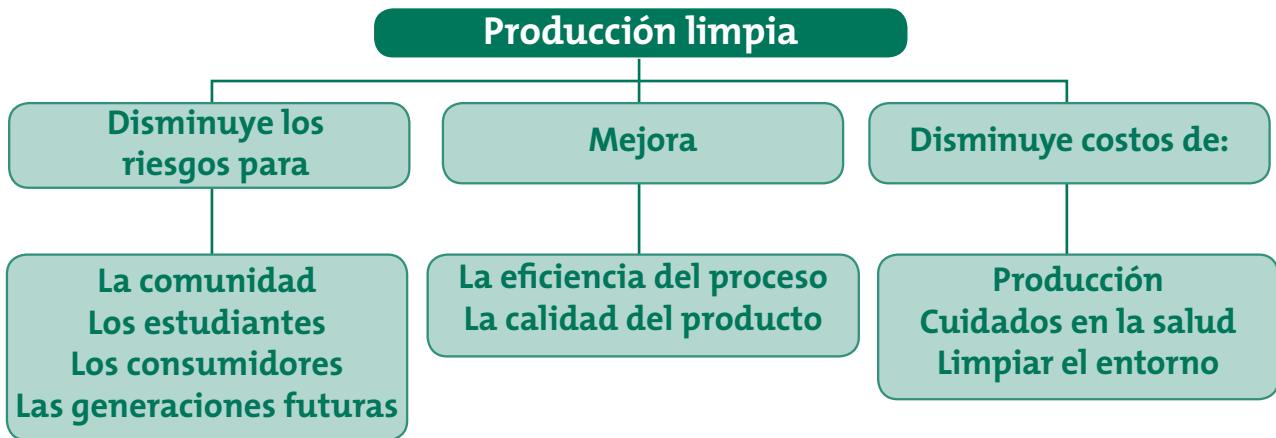 Producción limpia
Disminuye los
riesgos para
Mejora
Disminuye costos de:
La comunidad
Los estudiantes
Los consumidores
Las generaciones futuras
La eficiencia del proceso
La calidad del producto
Producción
Cuidados en la salud
Limpiar el entorno